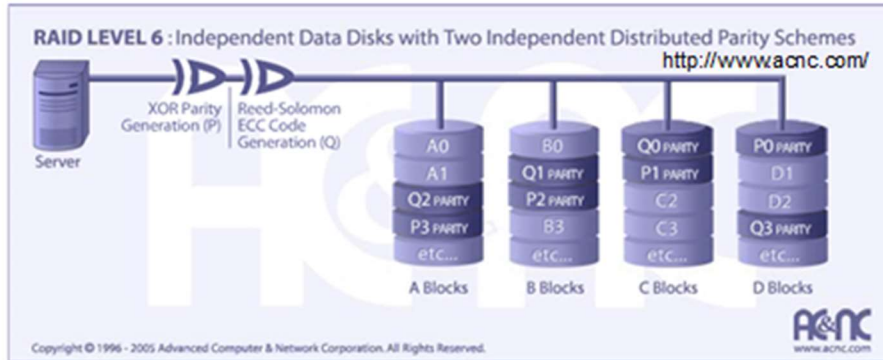 RAID LEVEL 6 : Independent Data Disks with Two Independent Distributed Parity Schemes
http://www.acnc.com/
XOR Parity
Generation (P)
Reed-Solomon
ECC Code
Generation (Q)
Server
A0
A1
Q2 PARITY
P3 PARITY
etc...
A Blocks
B0
Q1 PARITY
P2 PARITY
B3
etc...
B Blocks
Q0 PARITY
P1 PARITY
C2
C3
etc...
C Blocks
P0 PARITY
D1
D2
Q3 PARITY
etc...
D Blocks
AC&NC
www.acnc.com
Copyright © 1996 - 2005 Advanced Computer & Network Corporation. All Rights Reserved.